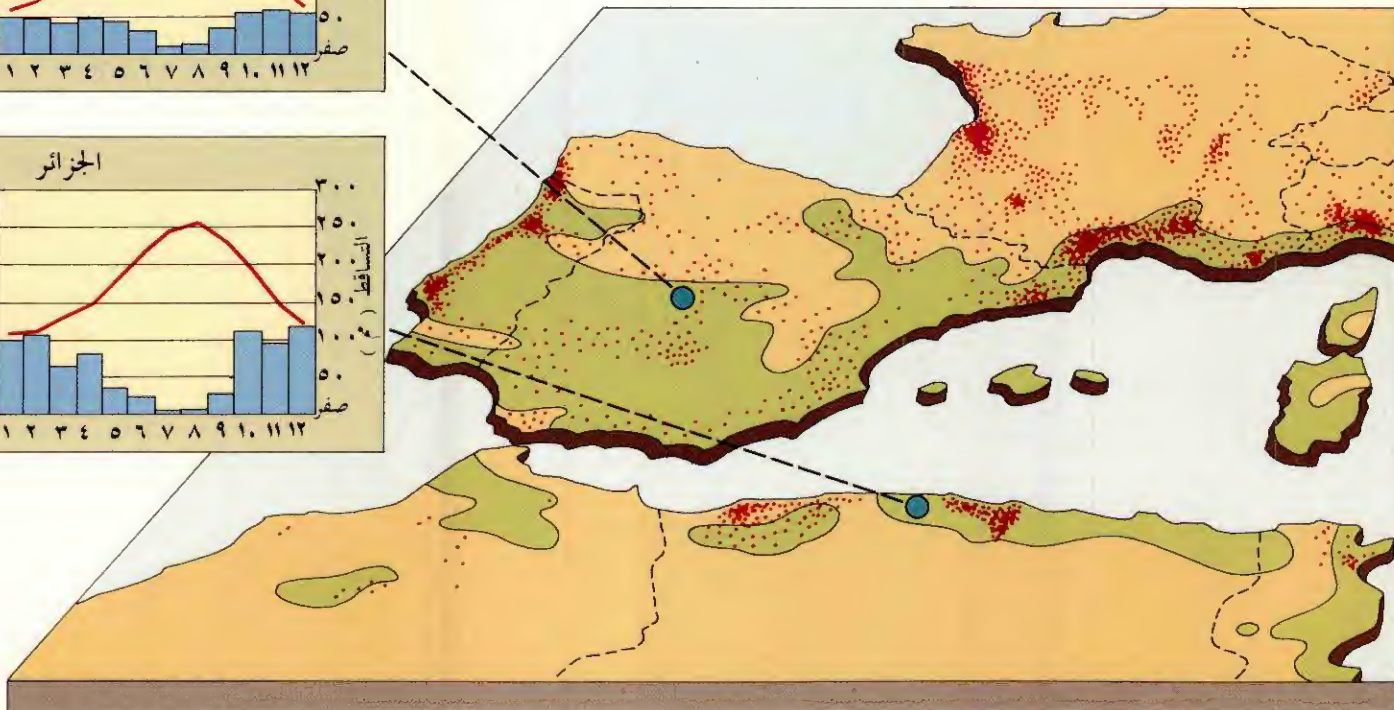 ٥٠
صفر
١ ٢ ٣ ٤ ٥ ٦ ٧ ٨ ٩ ١٠ ١١ ١٢
الجزائر
٣٠٠
٢٥٠
٢٠٠
١٥٠
١٠٠
٥٠
صفر
التساقط (مم)
١ ٢ ٣ ٤ ٥ ٦ ٧ ٨ ٩ ١٠ ١١ ١٢